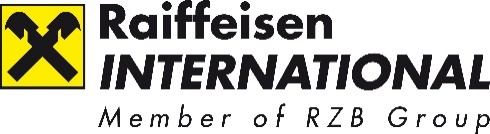 Raiffeisen
INTERNATIONAL
Member of RZB Group